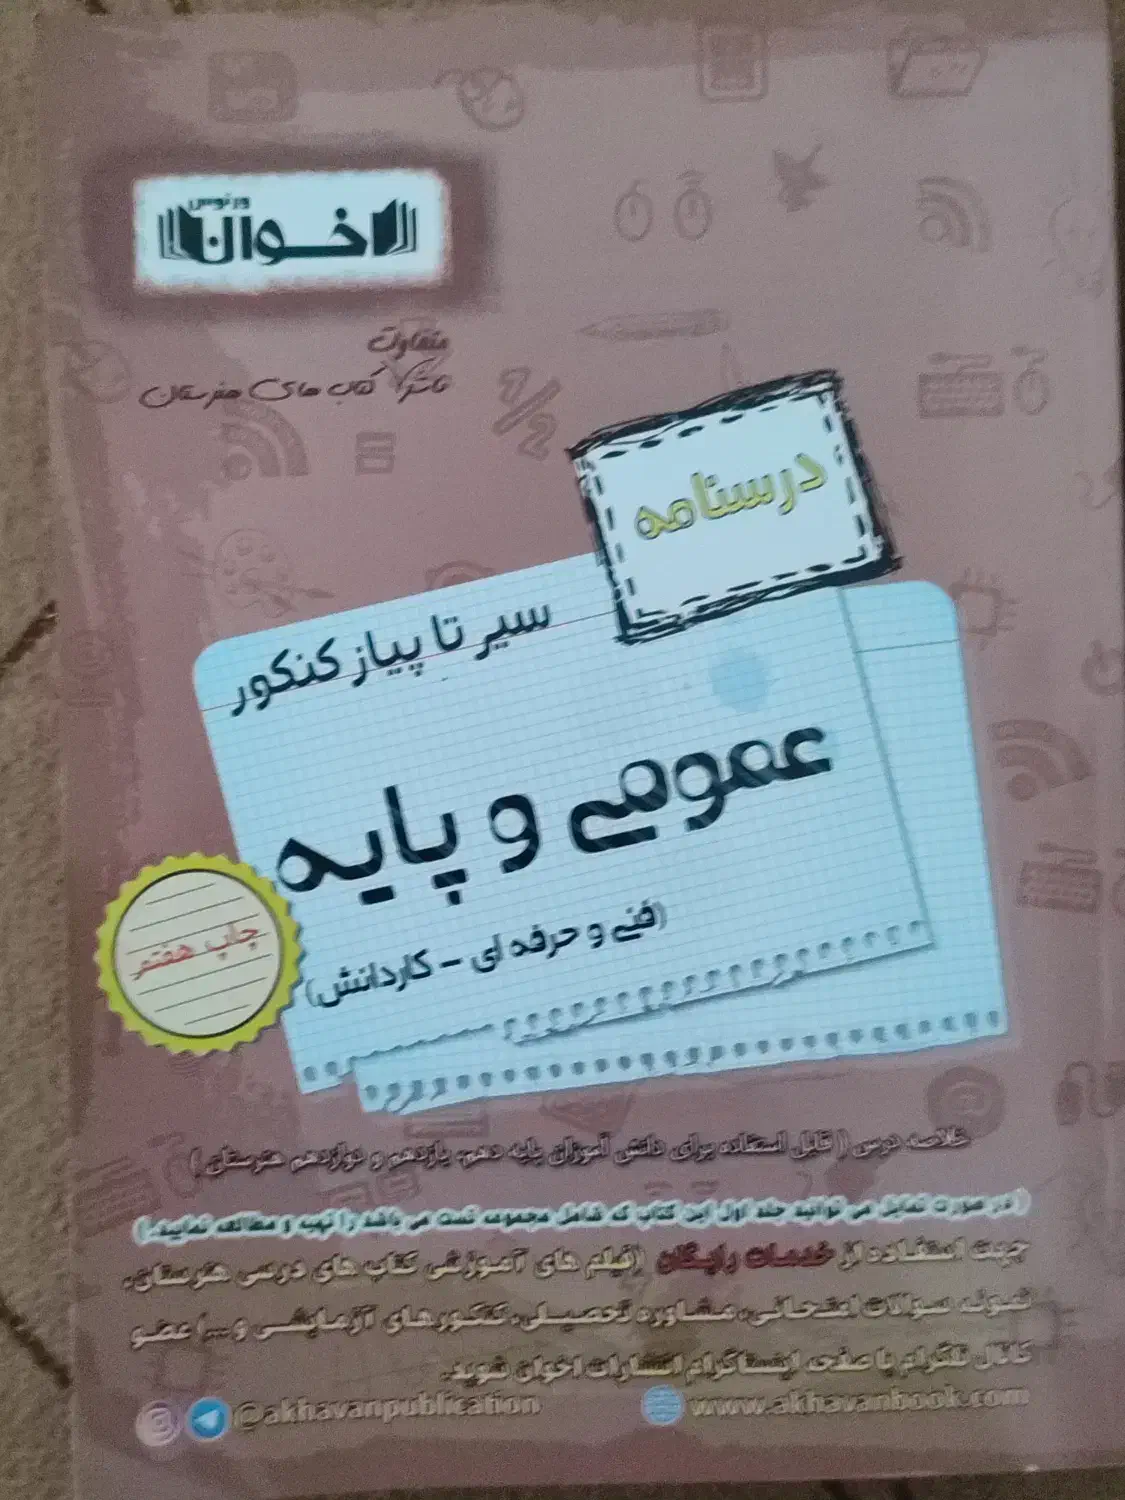 ورتوس
اخوان
متفاوت
ناشر کتاب های هنرستان
درسنامه
سیر تا پیاز کنکور
عمومی و پایه
(فنی و حرفه ای - کاردانش)
چاپ هفتم
خلاصه درس ( قابل استفاده برای دانش آموزان پایه دهم، یازدهم و دوازدهم هنرستان )
( در صورت تمایل می توانید جلد اول این کتاب که شامل مجموعه تست می باشد را تهیه و مطالعه نمایید. )
جهت استفاده از خدمات رایگان (فیلم های آموزشی کتاب های درسی هنرستان،
نمونه سوالات امتحانی، مشاوره تحصیلی، کنکورهای آزمایشی و ...) عضو
کانال تلگرام یا صفحه اینستاگرام انتشارات اخوان شوید.
@akhavanpublication www.akhavanbook.com